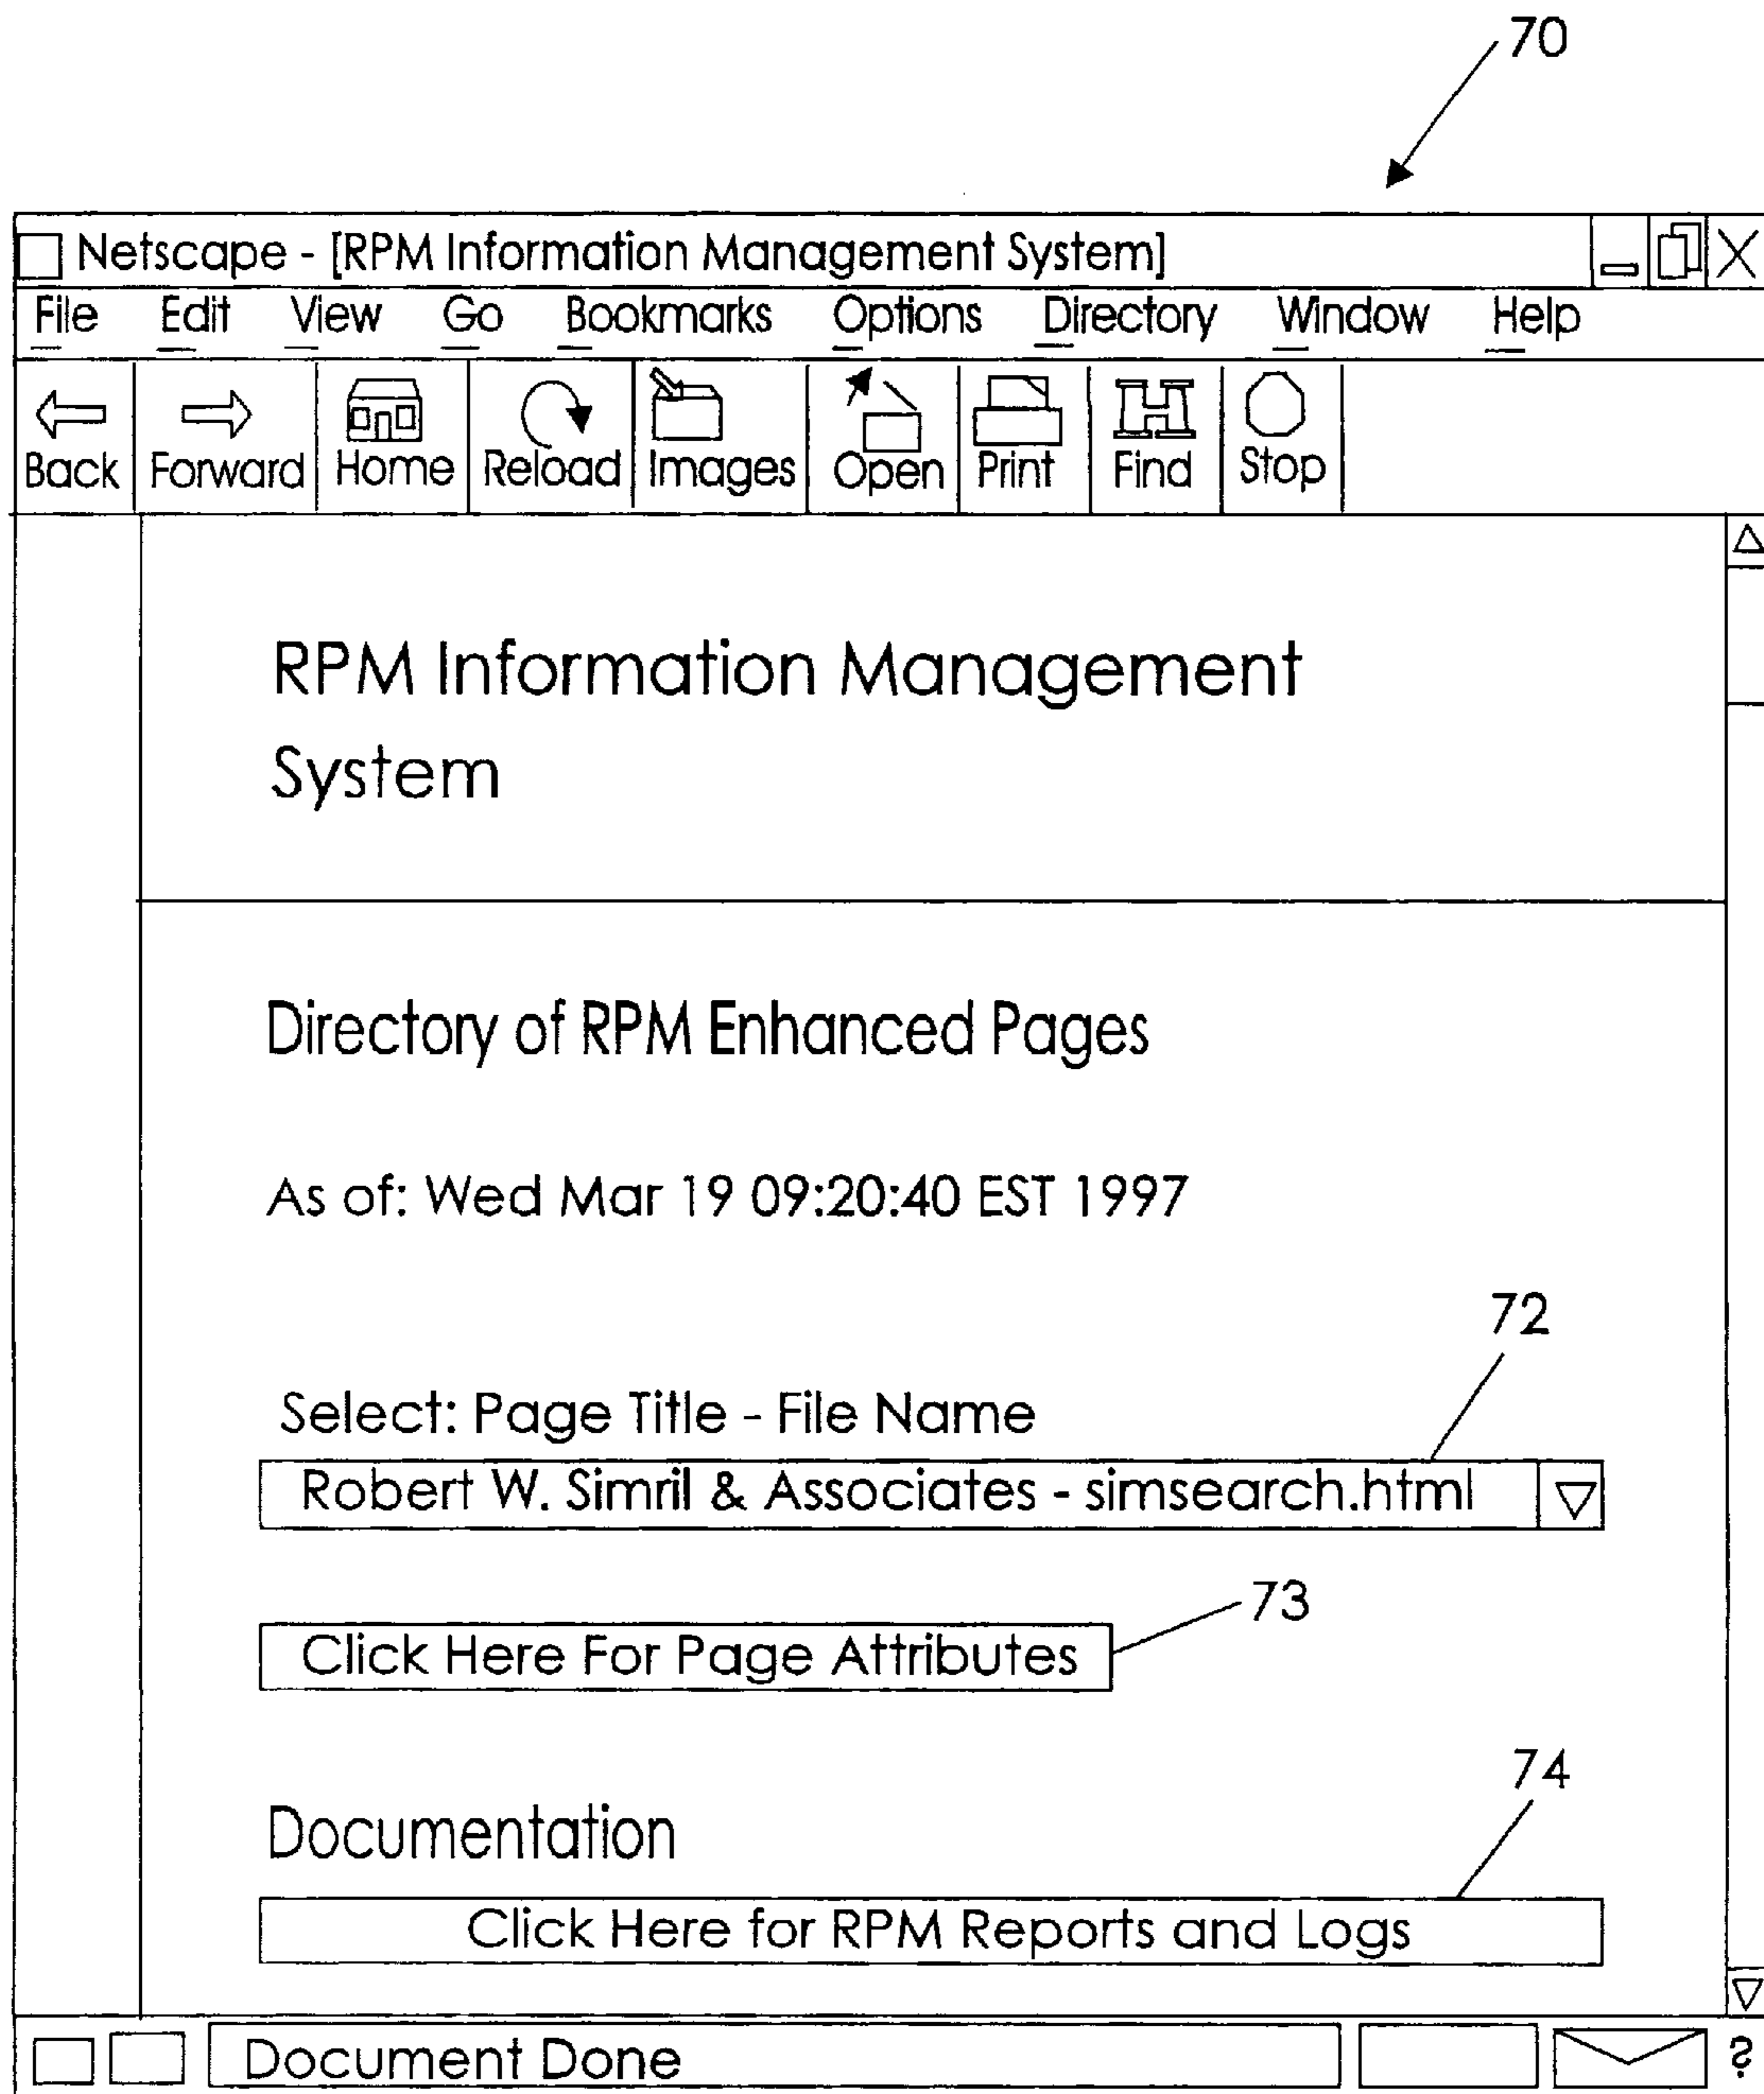 70
Netscape - [RPM Information Management System]
File Edit View Go Bookmarks Options Directory Window Help
Back Forward Home Reload Images Open Print Find Stop
RPM Information Management
System
Directory of RPM Enhanced Pages
As of: Wed Mar 19 09:20:40 EST 1997
72
Select: Page Title - File Name
Robert W. Simril & Associates - simsearch.html
73
Click Here For Page Attributes
74
Documentation
Click Here for RPM Reports and Logs
Document Done ?